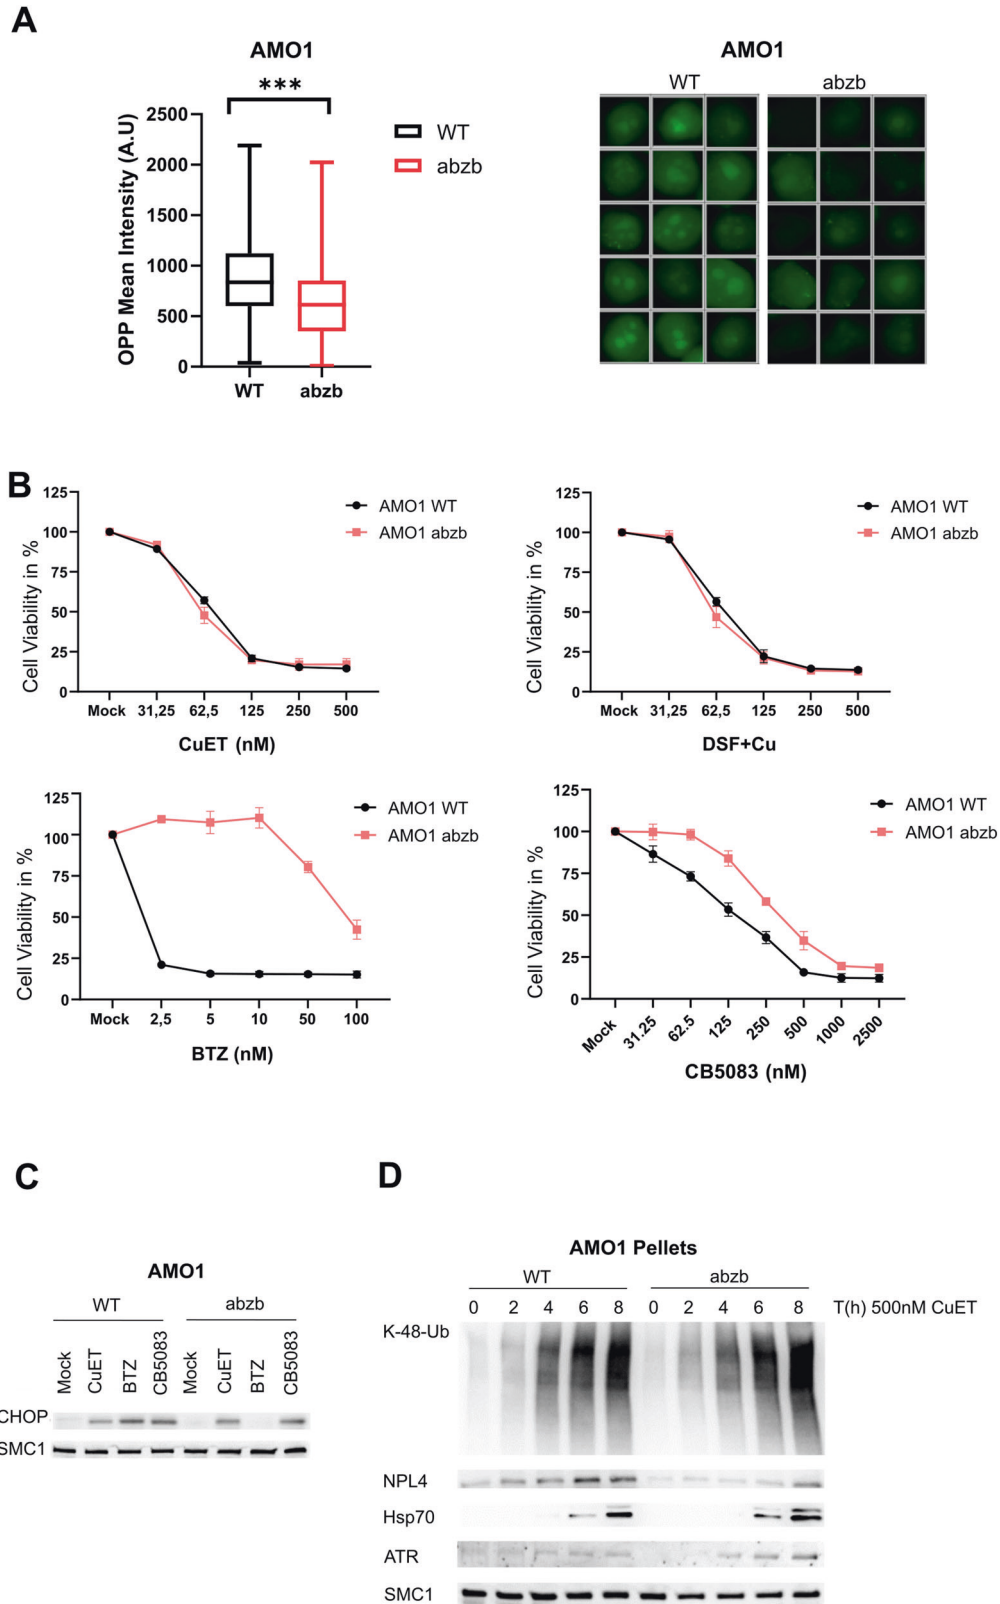 A
AMO1
***
OPP Mean Intensity (A.U)
2500
2000
1500
1000
500
0
WT
abzb
WT
abzb
AMO1
WT
abzb
B
Cell Viability in %
125
100
75
50
25
0
Mock 31,25 62,5 125 250 500
CuET (nM)
AMO1 WT
AMO1 abzb
Cell Viability in %
125
100
75
50
25
0
Mock 31,25 62,5 125 250 500
DSF+Cu
AMO1 WT
AMO1 abzb
Cell Viability in %
125
100
75
50
25
0
Mock 2,5 5 10 50 100
BTZ (nM)
AMO1 WT
AMO1 abzb
Cell Viability in %
125
100
75
50
25
0
Mock 31.25 62.5 125 250 500 1000 2500
CB5083 (nM)
AMO1 WT
AMO1 abzb
C
AMO1
WT abzb
Mock CuET BTZ CB5083 Mock CuET BTZ CB5083
CHOP
SMC1
D
AMO1 Pellets
WT abzb
0 2 4 6 8 0 2 4 6 8 T(h) 500nM CuET
K-48-Ub
NPL4
Hsp70
ATR
SMC1